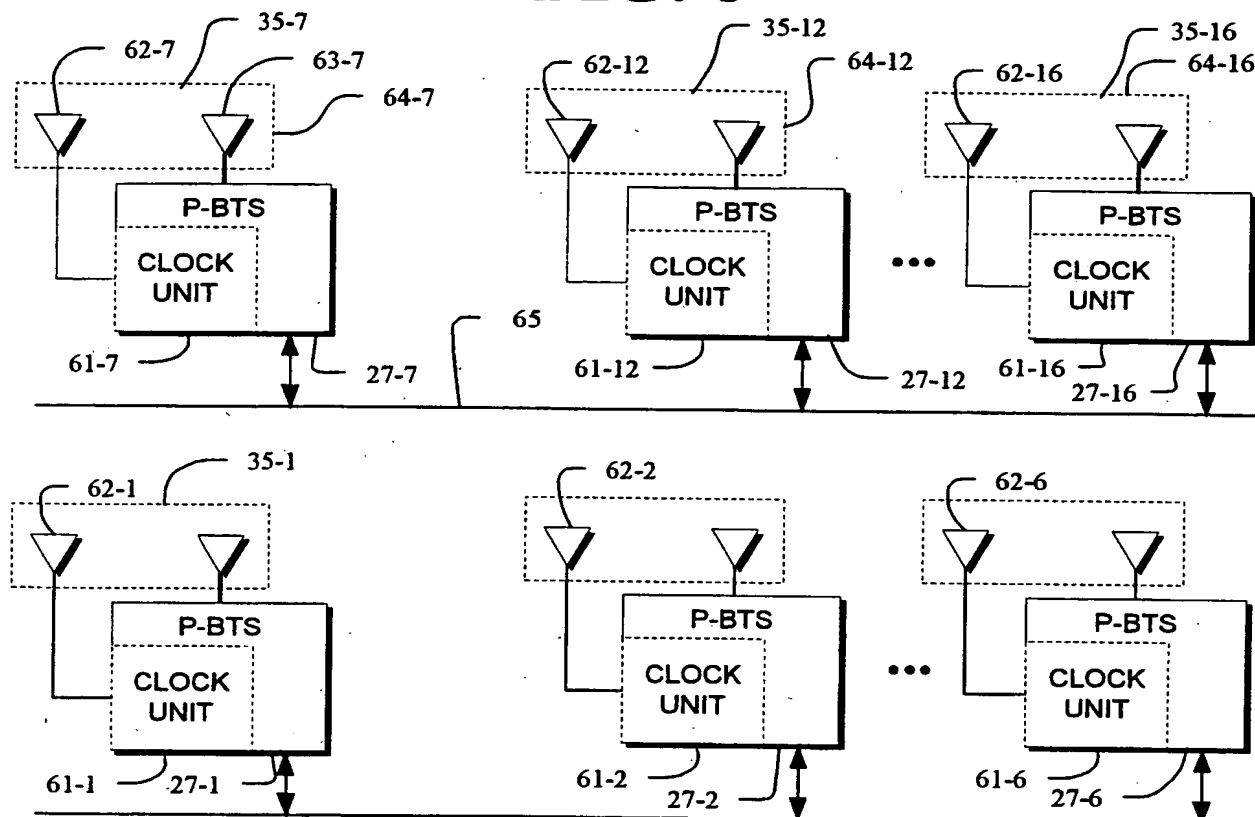 35-7
35-12
35-16
62-7
63-7
62-12
64-12
62-16
64-16
64-7
P-BTS
P-BTS
P-BTS
CLOCK
UNIT
CLOCK
UNIT
•••
CLOCK
UNIT
65
61-7
27-7
61-12
27-12
61-16
27-16
35-1
62-1
62-2
62-6
P-BTS
P-BTS
P-BTS
CLOCK
UNIT
CLOCK
UNIT
•••
CLOCK
UNIT
61-1
27-1
61-2
27-2
61-6
27-6